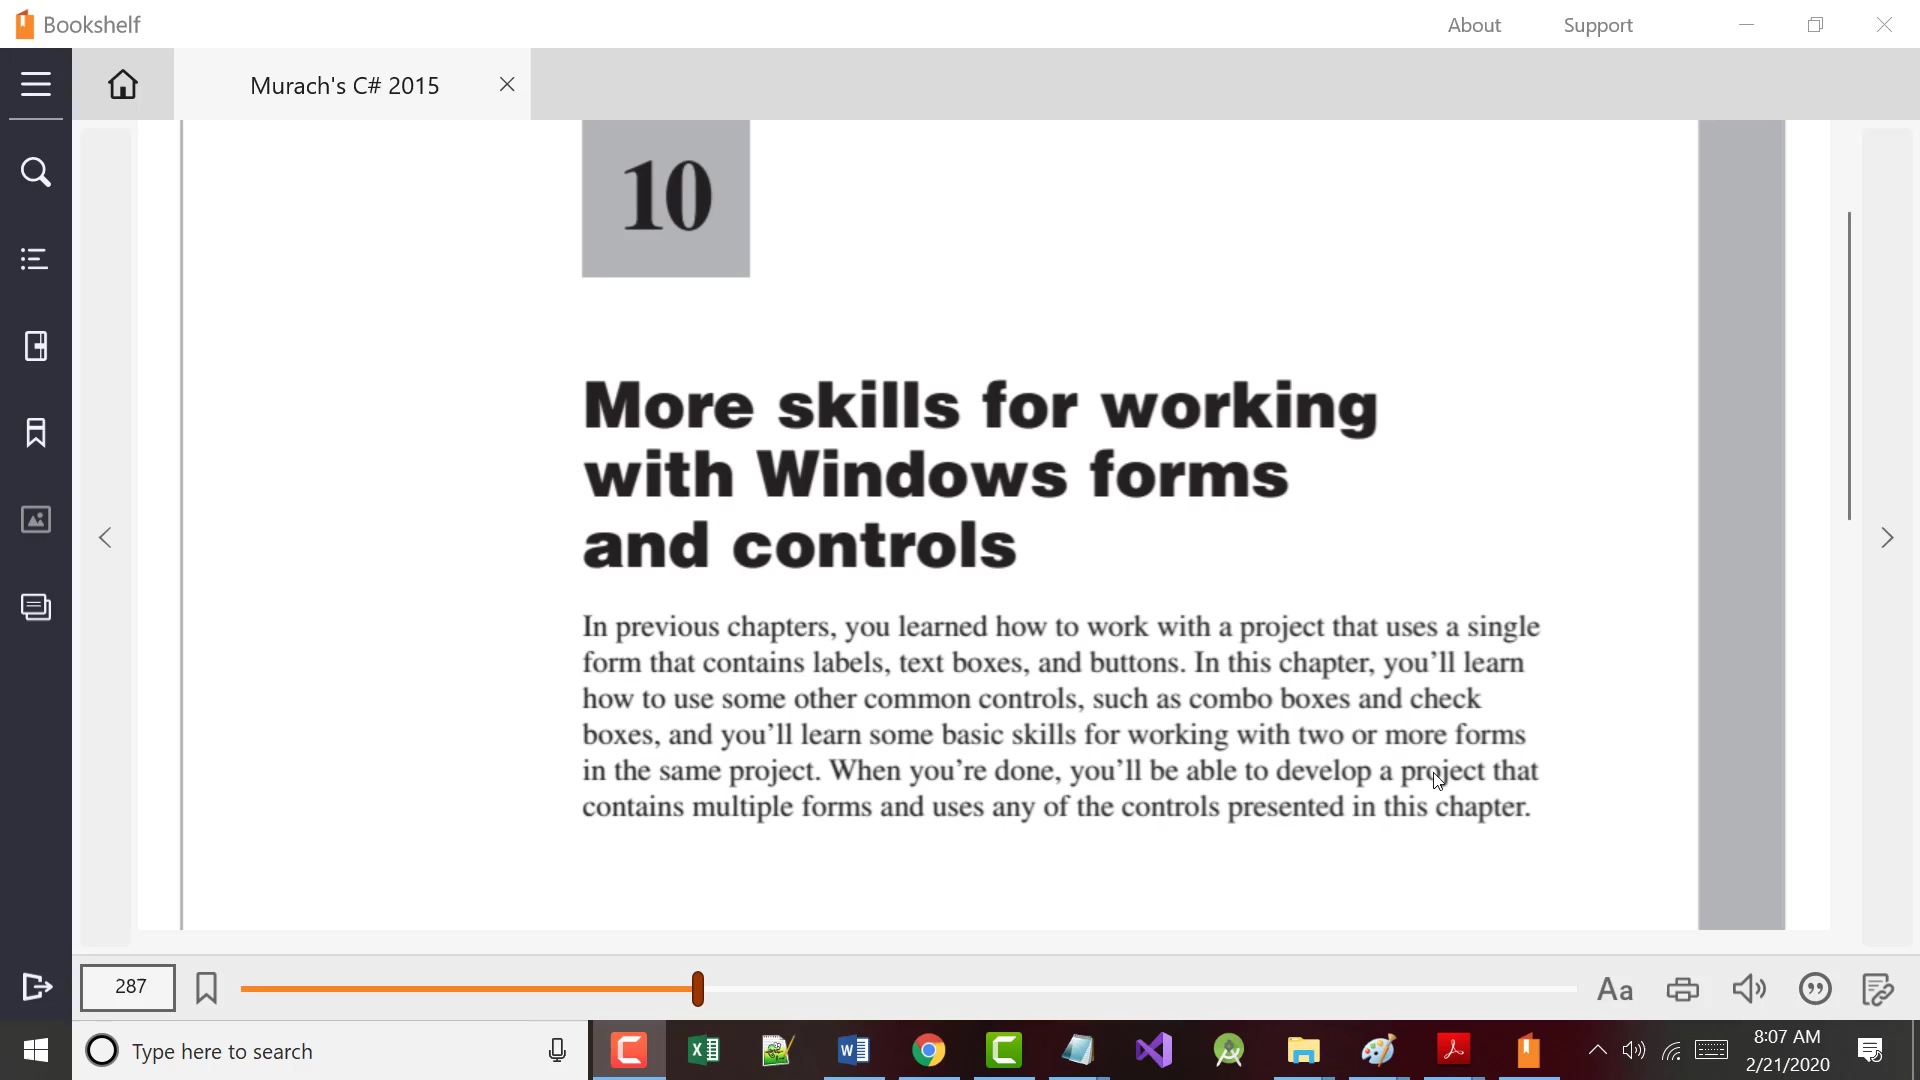 Bookshelf
About
Support
Murach's C# 2015
10
More skills for working
with Windows forms
and controls
In previous chapters, you learned how to work with a project that uses a single
form that contains labels, text boxes, and buttons. In this chapter, you’ll learn
how to use some other common controls, such as combo boxes and check
boxes, and you’ll learn some basic skills for working with two or more forms
in the same project. When you’re done, you’ll be able to develop a project that
contains multiple forms and uses any of the controls presented in this chapter.
287
Aa
Type here to search
8:07 AM
2/21/2020